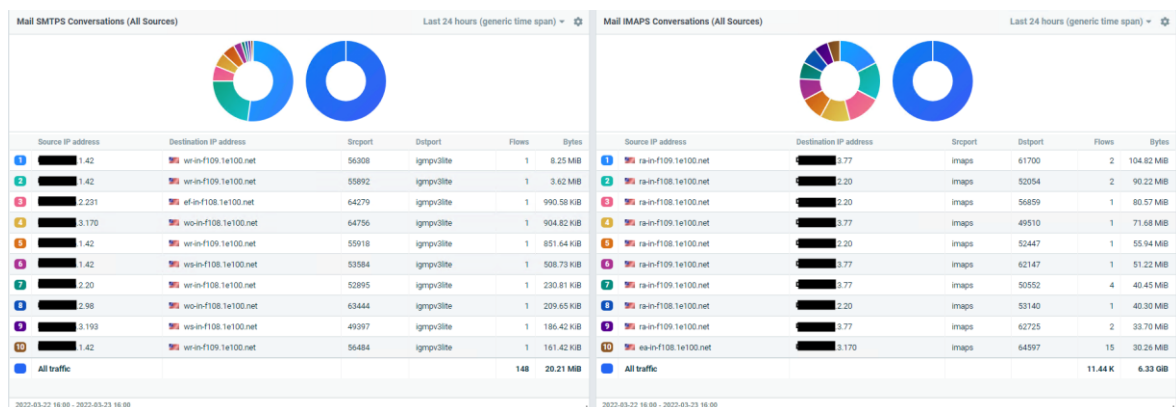 Mail SMTPS Conversations (All Sources) Last 24 hours (generic time span)
Source IP address Destination IP address Srcport Dstport Flows Bytes
1 .1.42 wr-in-f109.1e100.net 56308 igmpv3lite 1 8.25 MiB
2 .1.42 wr-in-f109.1e100.net 55892 igmpv3lite 1 3.62 MiB
3 .2.231 ef-in-f108.1e100.net 64279 igmpv3lite 1 990.58 KiB
4 .3.170 wo-in-f108.1e100.net 64756 igmpv3lite 1 904.82 KiB
5 .1.42 wr-in-f109.1e100.net 55918 igmpv3lite 1 851.64 KiB
6 .1.42 ws-in-f108.1e100.net 53584 igmpv3lite 1 508.73 KiB
7 .2.20 wr-in-f108.1e100.net 52895 igmpv3lite 1 230.81 KiB
8 .2.98 wo-in-f108.1e100.net 63444 igmpv3lite 1 209.65 KiB
9 .3.193 ws-in-f108.1e100.net 49397 igmpv3lite 1 186.42 KiB
10 .1.42 wr-in-f109.1e100.net 56484 igmpv3lite 1 161.42 KiB
All traffic 148 20.21 MiB
2022-03-22 16:00 - 2022-03-23 16:00
Mail IMAPS Conversations (All Sources) Last 24 hours (generic time span)
Source IP address Destination IP address Srcport Dstport Flows Bytes
1 ra-in-f109.1e100.net .3.77 imaps 61700 2 104.82 MiB
2 ra-in-f108.1e100.net .2.20 imaps 52054 2 90.22 MiB
3 ra-in-f108.1e100.net .2.20 imaps 56859 1 80.57 MiB
4 ra-in-f109.1e100.net .3.77 imaps 49510 1 71.68 MiB
5 ra-in-f108.1e100.net .2.20 imaps 52447 1 55.94 MiB
6 ra-in-f109.1e100.net .3.77 imaps 62147 1 51.22 MiB
7 ra-in-f109.1e100.net .3.77 imaps 50552 4 40.45 MiB
8 ra-in-f108.1e100.net .2.20 imaps 53140 1 40.30 MiB
9 ra-in-f109.1e100.net .3.77 imaps 62725 2 33.70 MiB
10 ea-in-f108.1e100.net .3.170 imaps 64597 15 30.26 MiB
All traffic 11.44 K 6.33 GiB
2022-03-22 16:00 - 2022-03-23 16:00